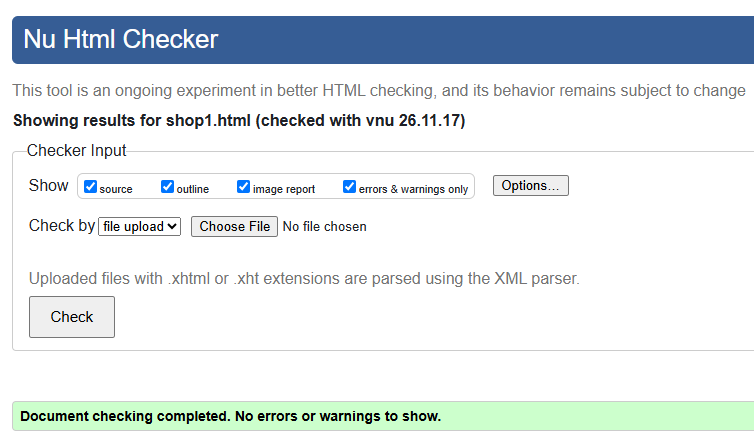 Nu Html Checker
This tool is an ongoing experiment in better HTML checking, and its behavior remains subject to change
Showing results for shop1.html (checked with vnu 26.11.17)
Checker Input
Show source outline image report errors & warnings only Options...
Check by file upload Choose File No file chosen
Uploaded files with .xhtml or .xht extensions are parsed using the XML parser.
Check
Document checking completed. No errors or warnings to show.